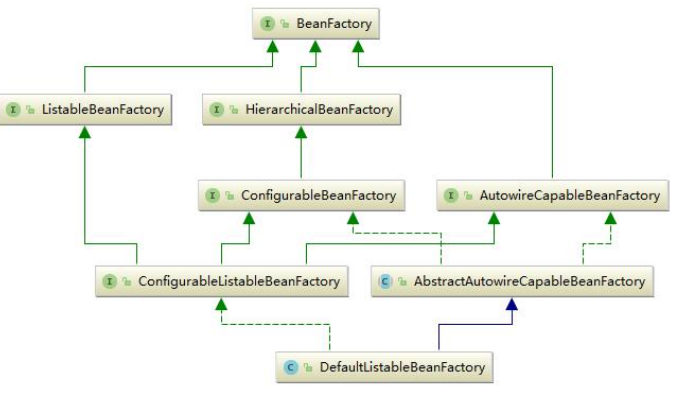 I BeanFactory
I ListableBeanFactory
I HierarchicalBeanFactory
I ConfigurableBeanFactory
I AutowireCapableBeanFactory
I ConfigurableListableBeanFactory
C AbstractAutowireCapableBeanFactory
C DefaultListableBeanFactory